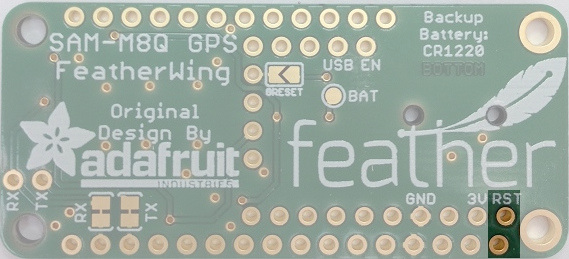 SAM-M8Q GPS
FeatherWing
Backup
Battery:
CR1220
BOTTOM
USB EN
GRESET
BAT
Original
Design By
adafruit
INDUSTRIES
feather
RX
TX
RX
TX
GND
3V
RST